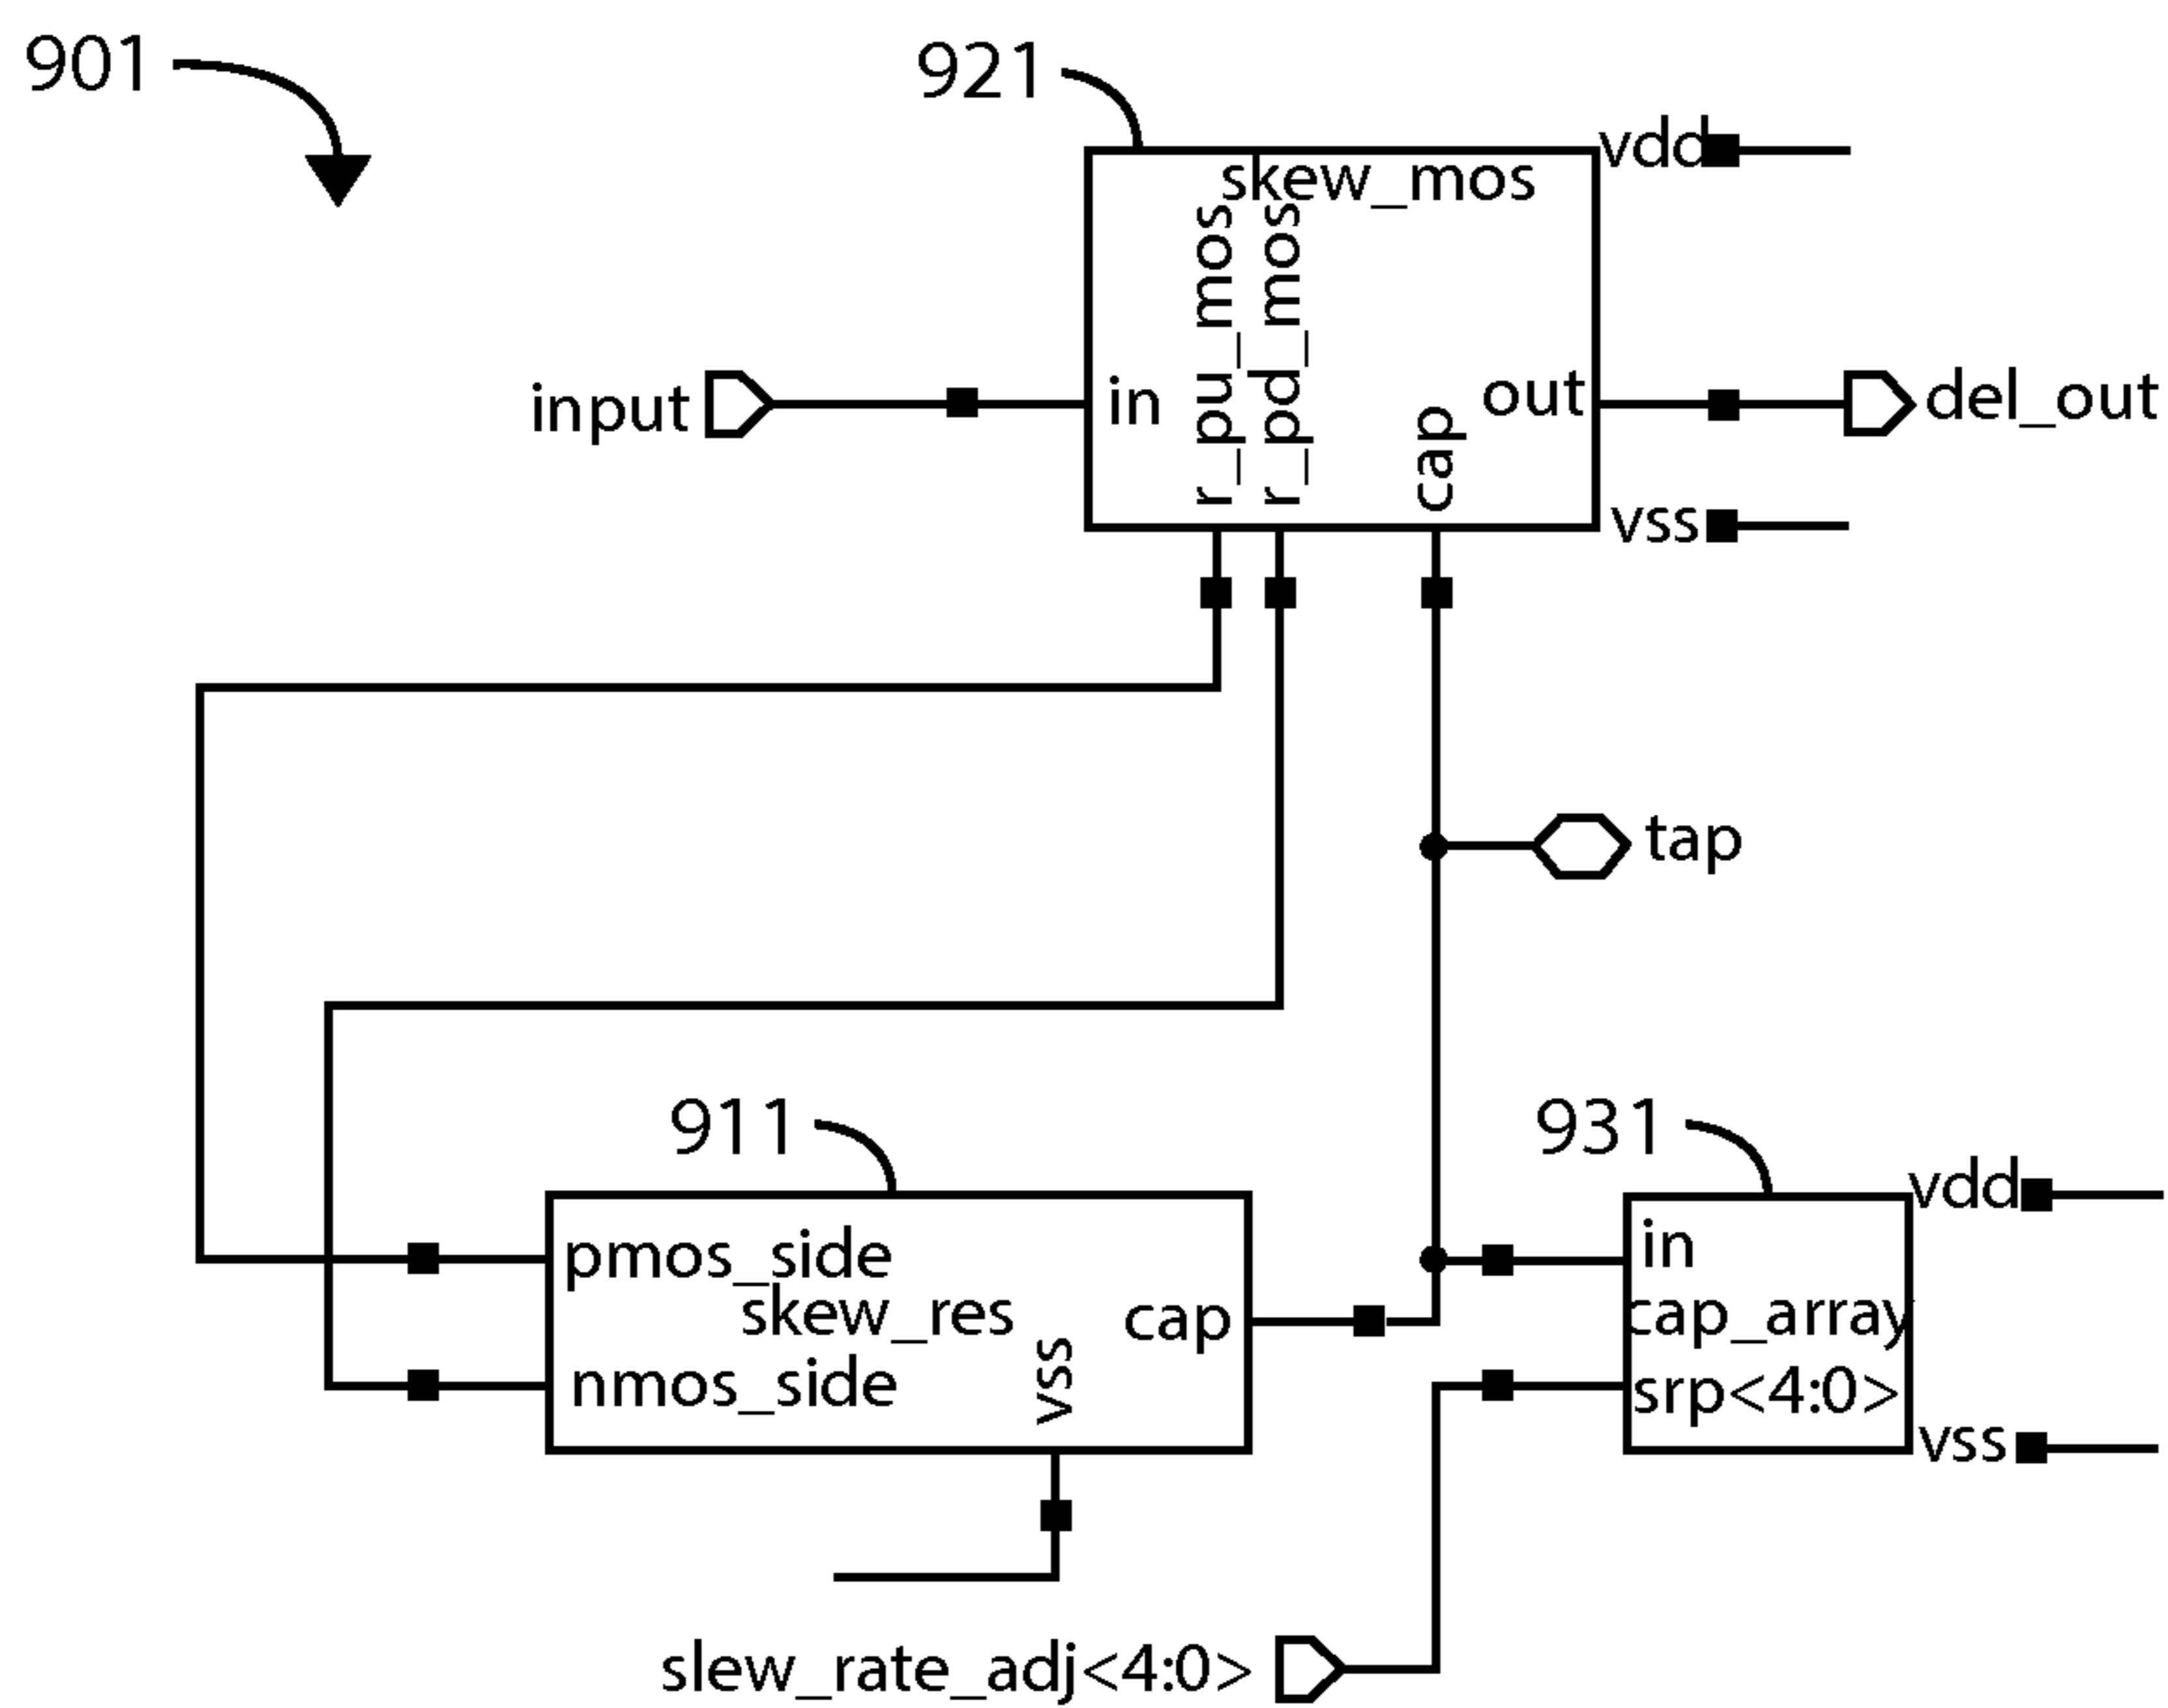 901
921
vdd
skew_mos
r_pu_mos
r_pd_mos
input
in
cap
out
del_out
vss
tap
911
931
vdd
pmos_side
in
skew_res
cap
cap_array
nmos_side
vss
srp<4:0>
vss
slew_rate_adj<4:0>